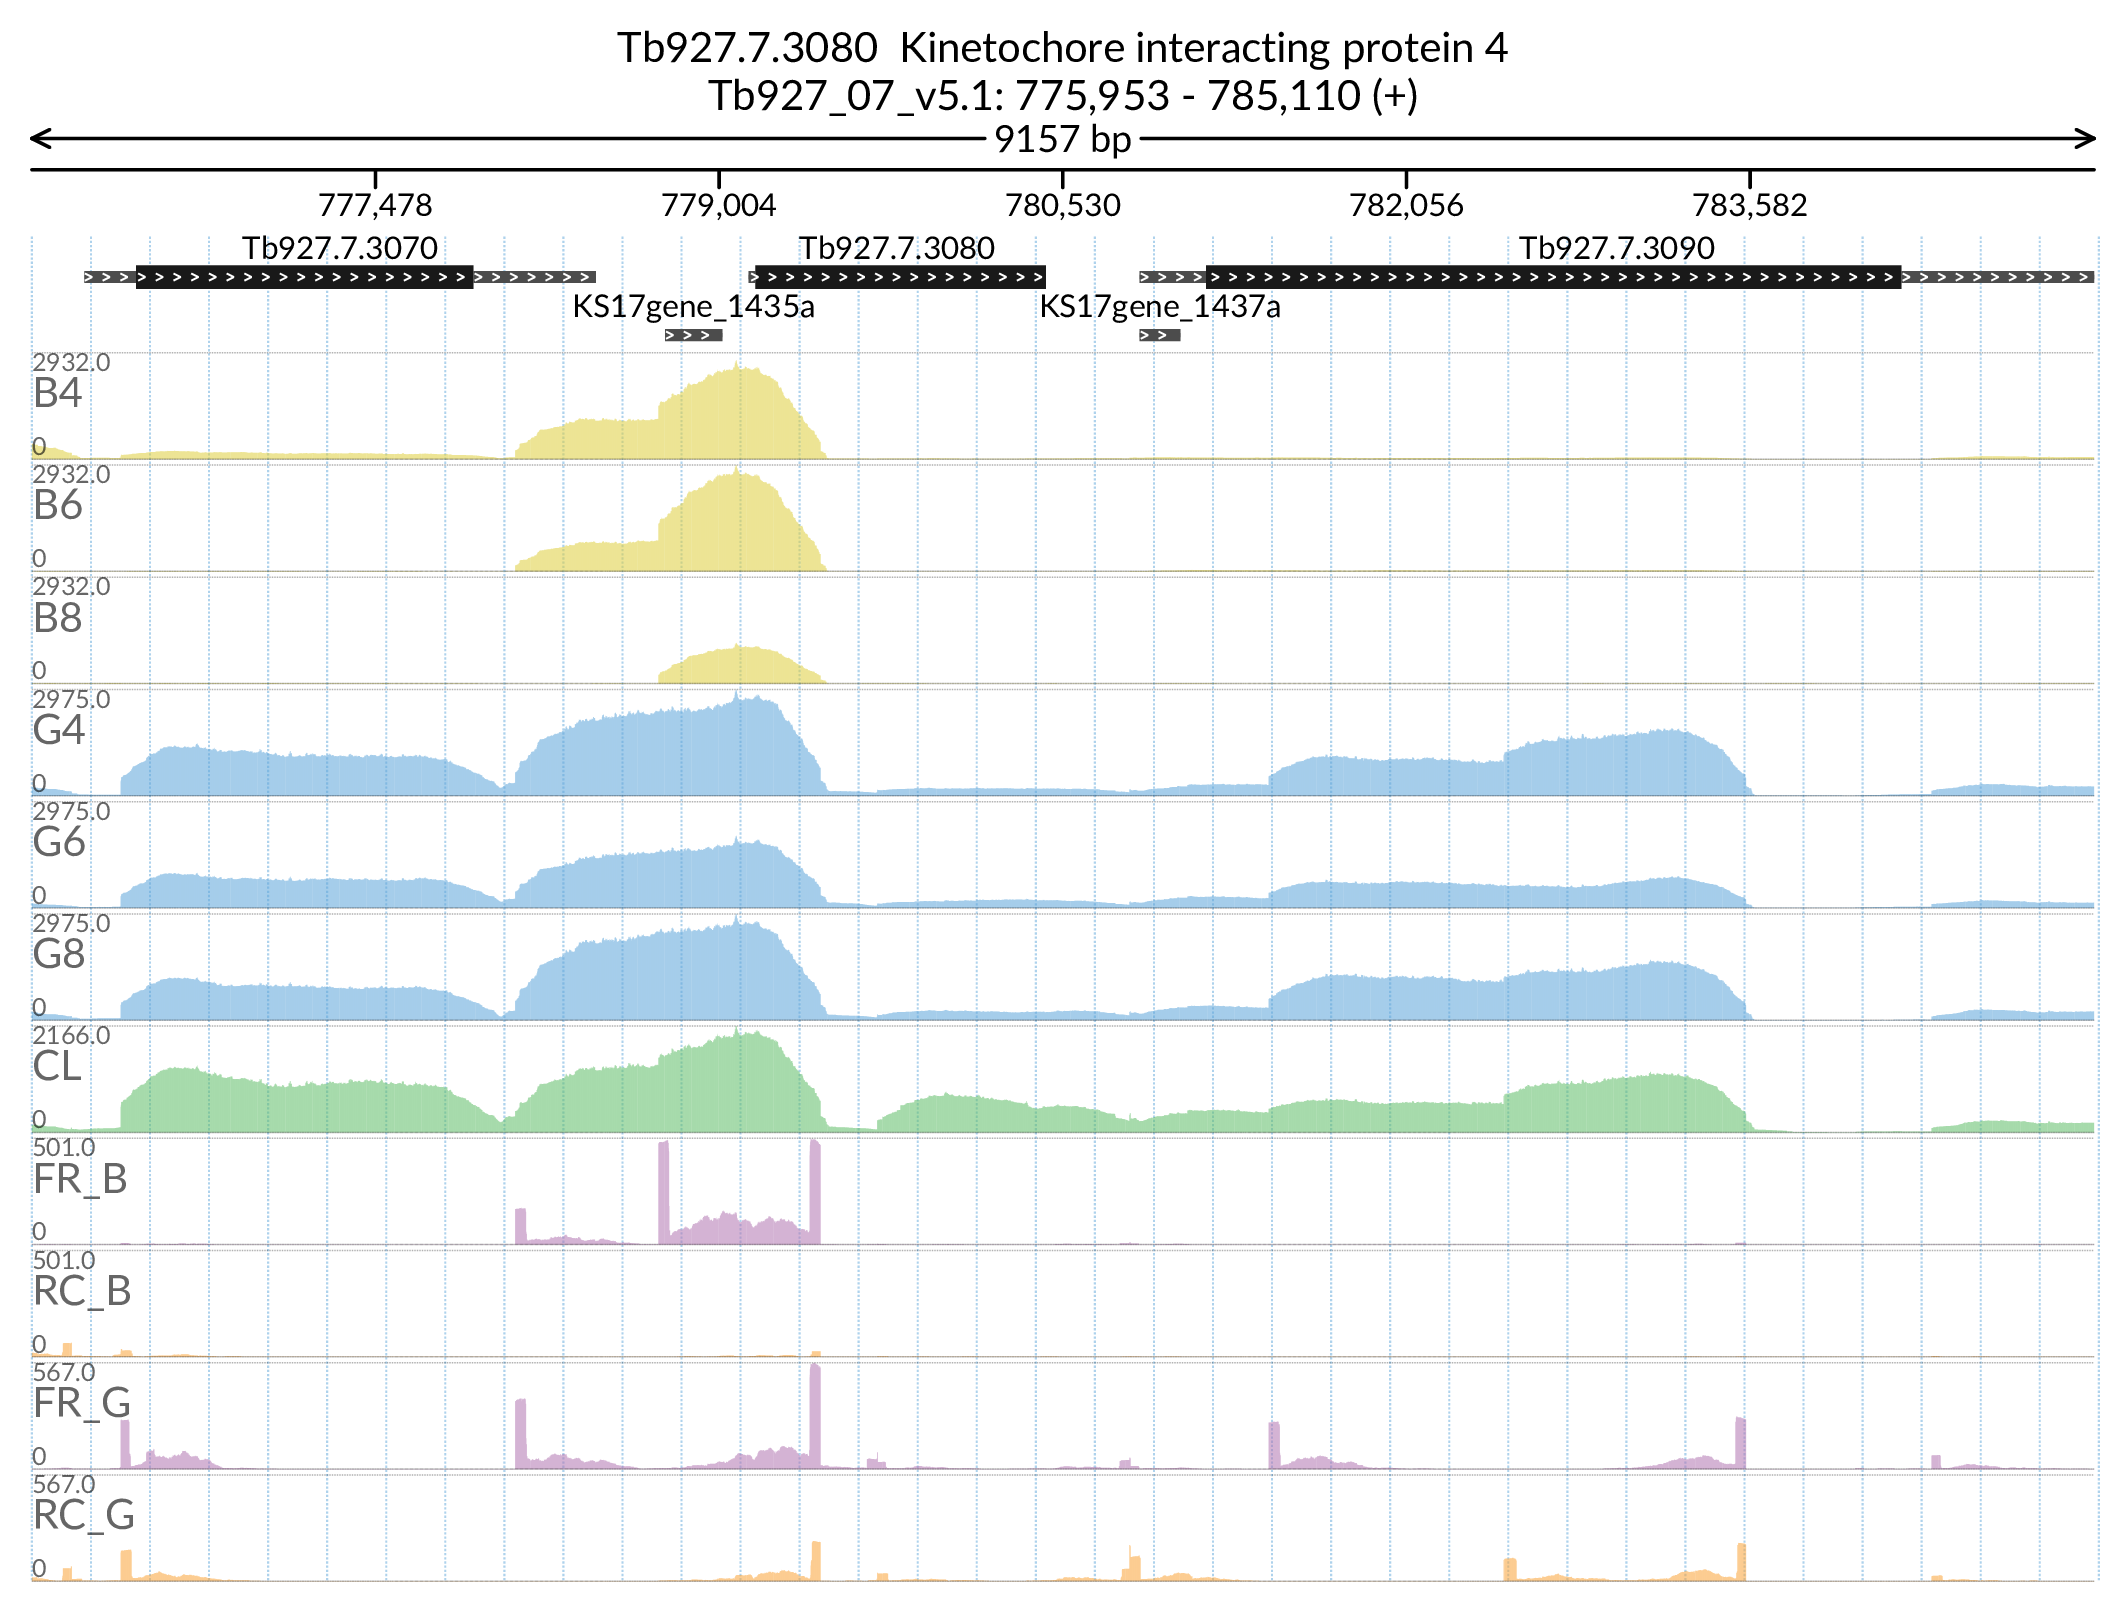 Tb927.7.3080  Kinetochore interacting protein 4
Tb927_07_v5.1: 775,953 - 785,110 (+)
9157 bp
777,478 779,004 780,530 782,056 783,582
Tb927.7.3070 Tb927.7.3080 Tb927.7.3090
KS17gene_1435a KS17gene_1437a
2932.0
B4
0
2932.0
B6
0
2932.0
B8
0
2975.0
G4
0
2975.0
G6
0
2975.0
G8
0
2166.0
CL
0
501.0
FR_B
0
501.0
RC_B
0
567.0
FR_G
0
567.0
RC_G
0